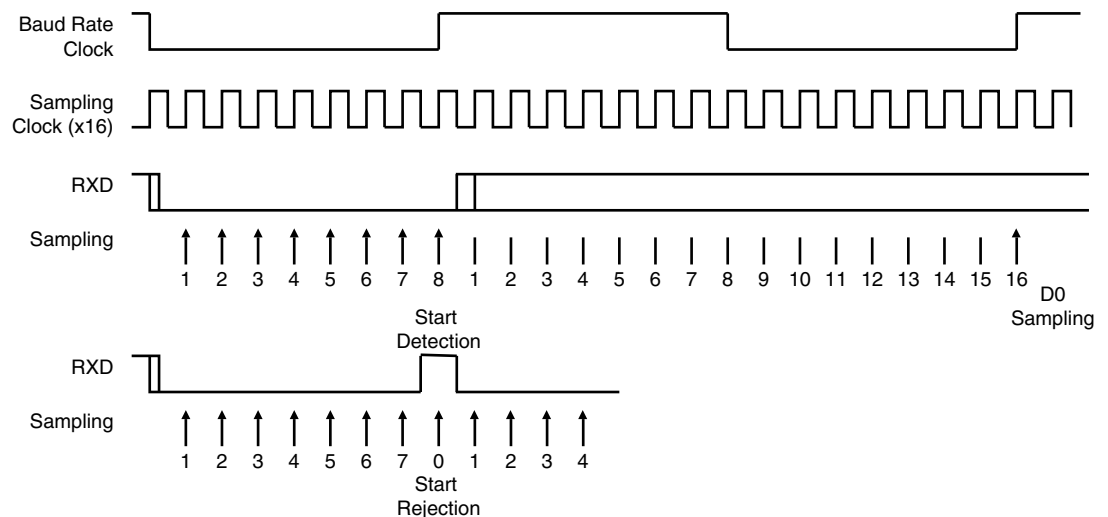 Baud Rate
Clock
Sampling
Clock (x16)
RXD
Sampling
1 2 3 4 5 6 7 8 1 2 3 4 5 6 7 8 9 10 11 12 13 14 15 16
D0
Sampling
Start
Detection
RXD
Sampling
1 2 3 4 5 6 7 0 1 2 3 4
Start
Rejection